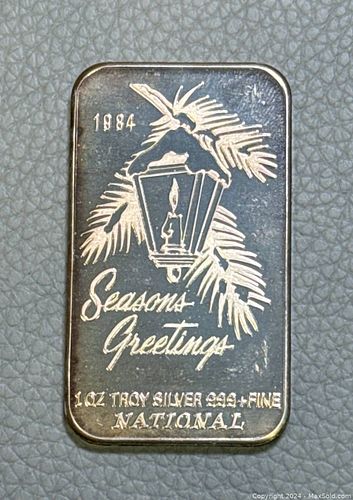 1984
Seasons
Greetings
1 OZ TROY SILVER 999+FINE
NATIONAL
Copyright 2024 - MaxSold.com